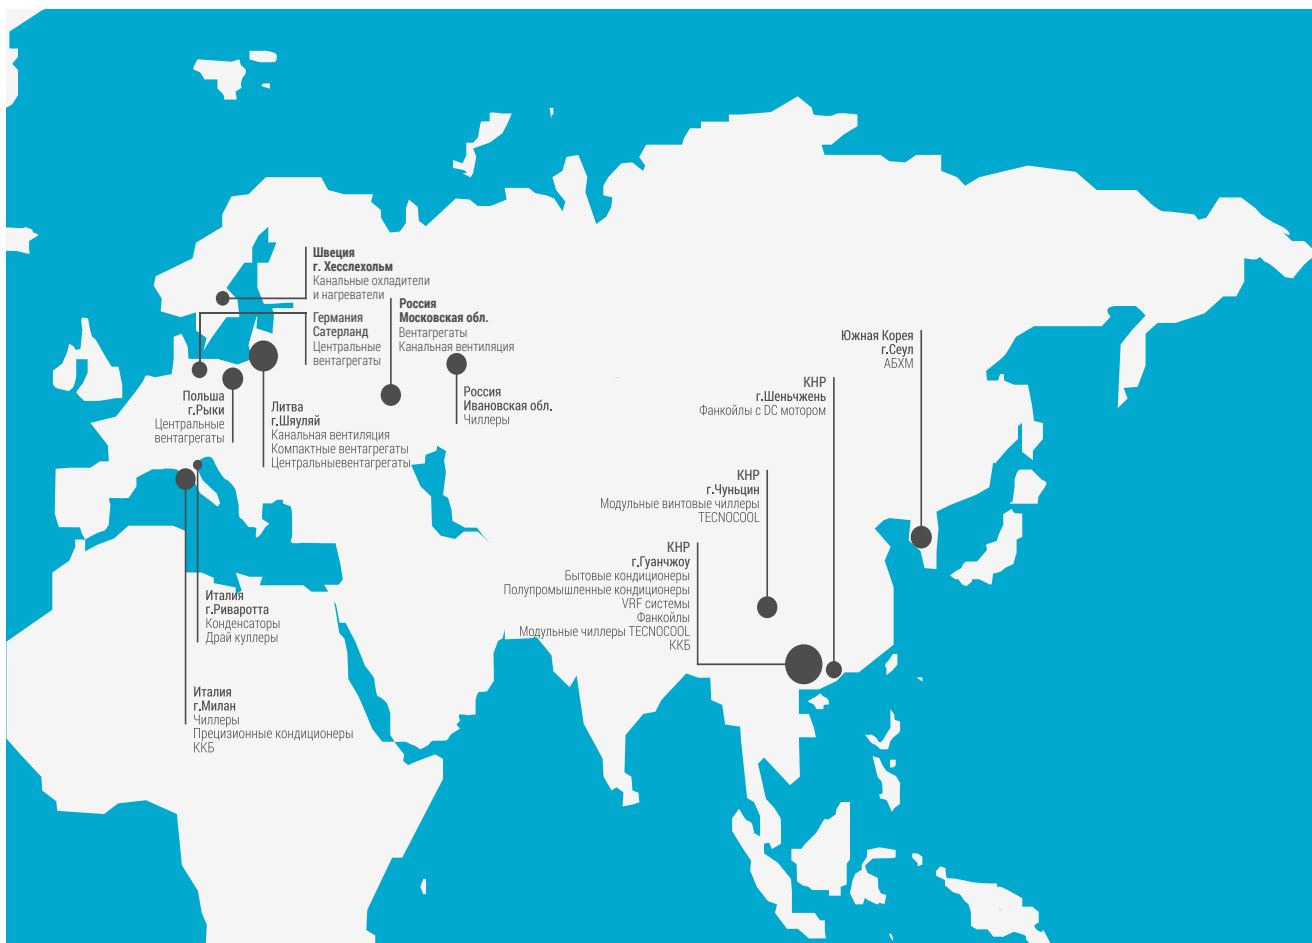 Швеция
г. Хесслехольм
Канальные охладители
и нагреватели
Германия
Сатерланд
Центральные
вентагрегаты
Россия
Московская обл.
Вентагрегаты
Канальная вентиляция
Россия
Ивановская обл.
Чиллеры
Польша
г.Рыки
Центральные
вентагрегаты
Литва
г.Шяуляй
Канальная вентиляция
Компактные вентагрегаты
Центральныевентагрегаты
Южная Корея
г.Сеул
АБХМ
КНР
г.Шеньчжень
Фанкойлы с DC мотором
КНР
г.Чуньцин
Модульные винтовые чиллеры
TECNOCOOL
КНР
г.Гуанчжоу
Бытовые кондиционеры
Полупромышленные кондиционеры
VRF системы
Фанкойлы
Модульные чиллеры TECNOCOOL
ККБ
Италия
г.Риваротта
Конденсаторы
Драй куллеры
Италия
г.Милан
Чиллеры
Прецизионные кондиционеры
ККБ